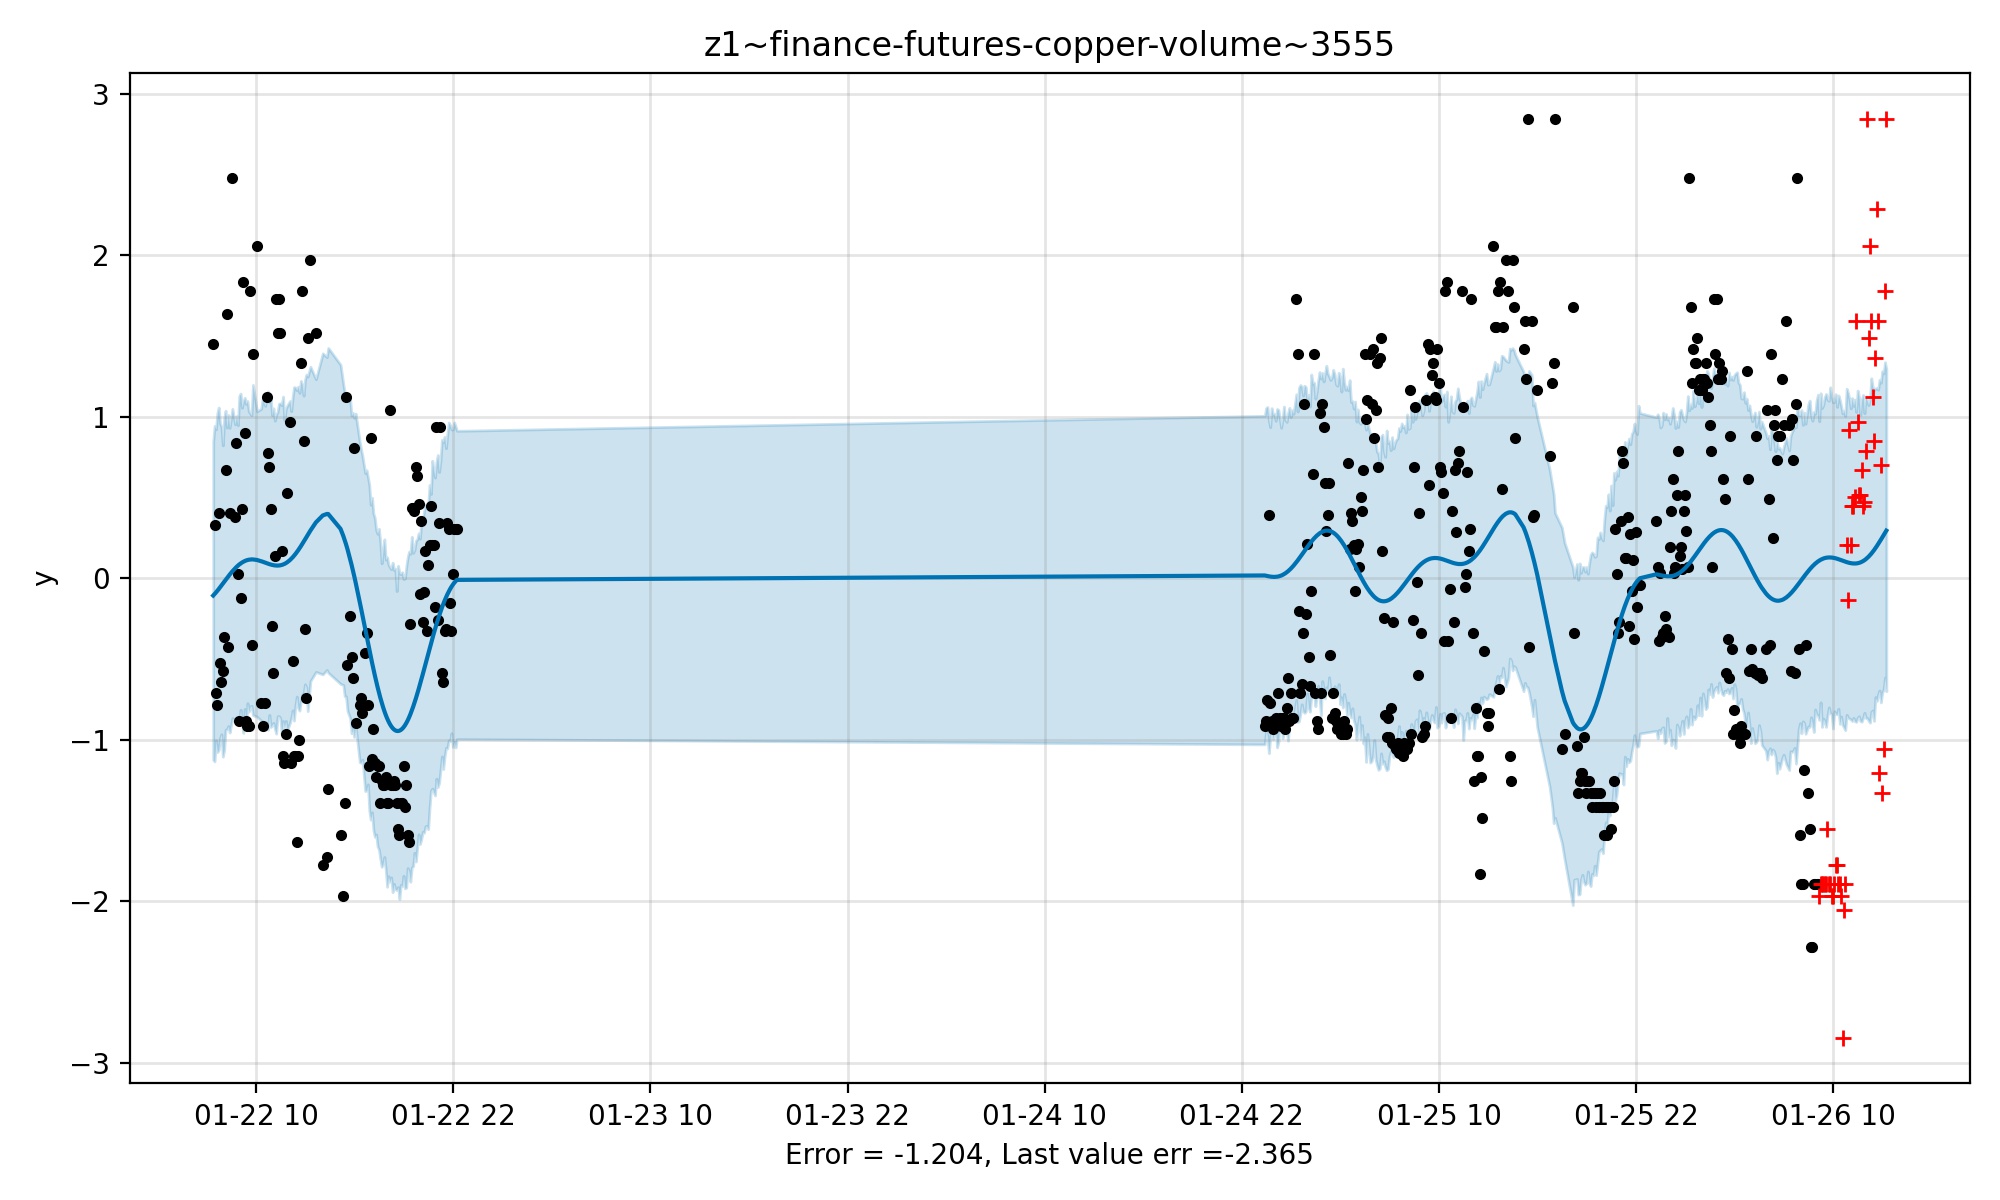 z1~finance-futures-copper-volume~3555
3
2
1
0
−1
−2
−3
y
01-22 10 01-22 22 01-23 10 01-23 22 01-24 10 01-24 22 01-25 10 01-25 22 01-26 10
Error = -1.204, Last value err =-2.365